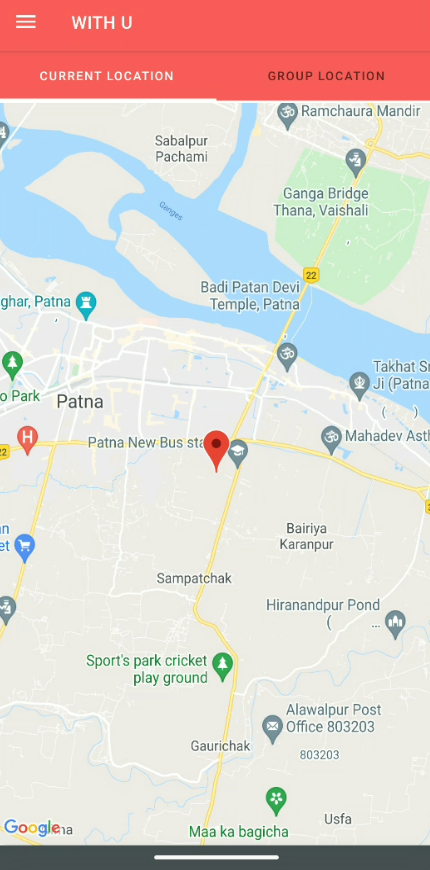 WITH U
CURRENT LOCATION
GROUP LOCATION
Ramchaura Mandir
Sabalpur
Pachami
Ganga Bridge
Thana, Vaishali
Ganges
22
Badi Patan Devi
Temple, Patna
ghar, Patna
Takhat Sr
Ji (Patna
( )
o Park
Patna
H
Patna New Bus sta
Mahadev Asth
22
Bairiya
Karanpur
et
Sampatchak
Hiranandpur Pond
( ...
Sport's park cricket
play ground
Alawalpur Post
Office 803203
Gaurichak
803203
Google
na
Usfa
Maa ka bagicha